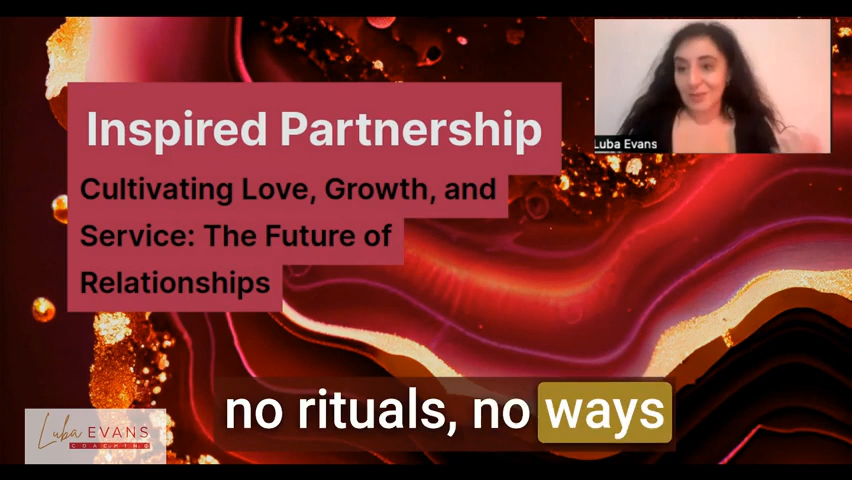 Inspired Partnership
Cultivating Love, Growth, and
Service: The Future of
Relationships
Luba Evans
no rituals, no ways
Luba EVANS
COACHING